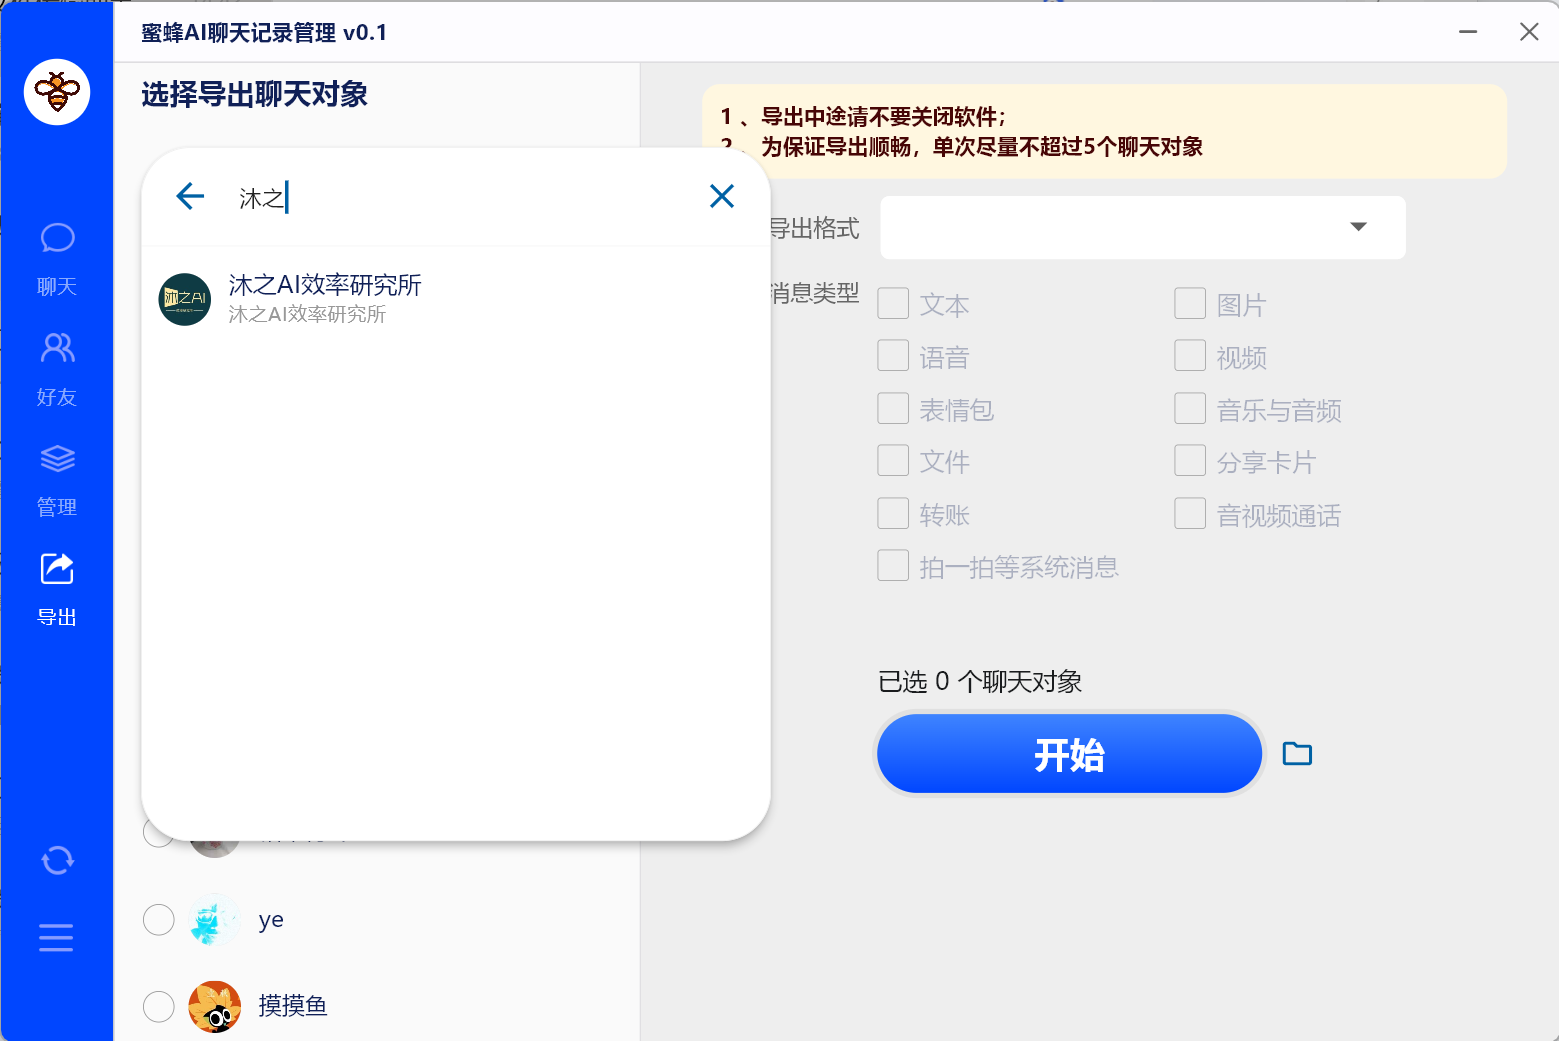 蜜蜂AI聊天记录管理 v0.1
选择导出聊天对象
1 、导出中途请不要关闭软件；
2 、为保证导出顺畅，单次尽量不超过5个聊天对象
沐之
沐之AI效率研究所
沐之AI效率研究所
沐之AI
导出格式
消息类型
文本
图片
语音
视频
表情包
音乐与音频
文件
分享卡片
转账
音视频通话
拍一拍等系统消息
已选 0 个聊天对象
开始
聊天
好友
管理
导出
ye
摸摸鱼